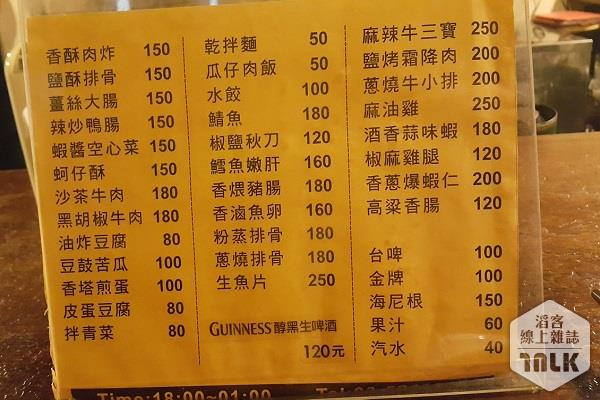 香酥肉炸 150
鹽酥排骨 150
薑絲大腸 150
辣炒鴨腸 150
蝦醬空心菜 150
蚵仔酥 150
沙茶牛肉 180
黑胡椒牛肉 180
油炸豆腐 80
豆鼓苦瓜 100
香塔煎蛋 100
皮蛋豆腐 80
拌青菜 80
乾拌麵 50
瓜仔肉飯 50
水餃 100
鯖魚 180
椒鹽秋刀 120
鱈魚嫩肝 160
香煨豬腸 180
香滷魚卵 160
粉蒸排骨 180
蔥燒排骨 180
生魚片 250
GUINNESS 醇黑生啤酒
120元
麻辣牛三寶 250
鹽烤霜降肉 200
蔥燒牛小排 200
麻油雞 250
酒香蒜味蝦 180
椒麻雞腿 120
香蔥爆蝦仁 200
高粱香腸 120
台啤 100
金牌 100
海尼根 150
果汁 60
汽水 40
Time:18:00~01:00
滔客
線上雜誌
TALK